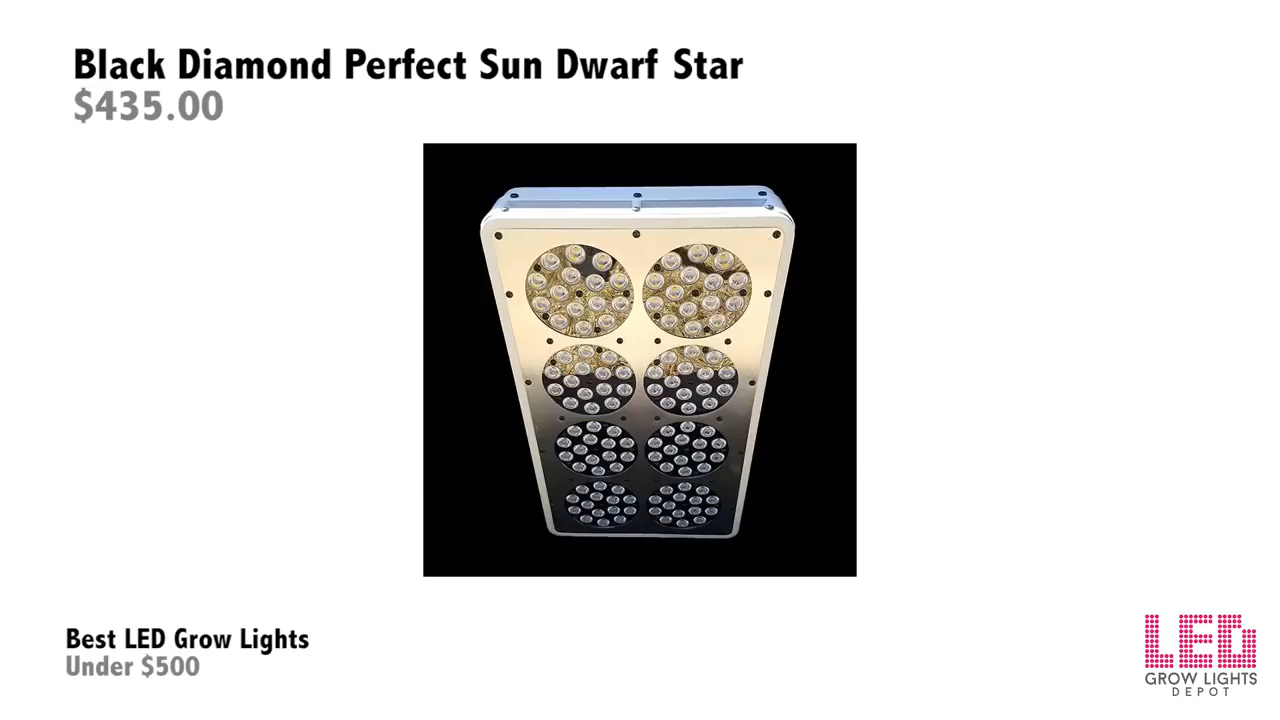 Black Diamond Perfect Sun Dwarf Star
$435.00
Best LED Grow Lights
Under $500
LED
GROW LIGHTS
DEPOT